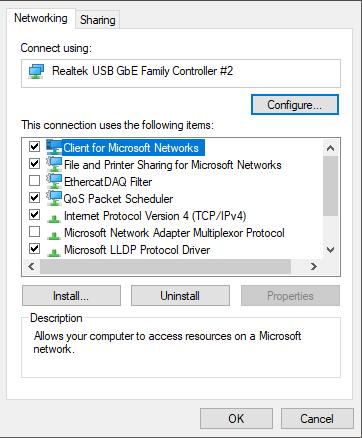 Networking
Sharing
Connect using:
Realtek USB GbE Family Controller #2
Configure...
This connection uses the following items:
Client for Microsoft Networks
File and Printer Sharing for Microsoft Networks
EthercatDAQ Filter
QoS Packet Scheduler
Internet Protocol Version 4 (TCP/IPv4)
Microsoft Network Adapter Multiplexor Protocol
Microsoft LLDP Protocol Driver
Install...
Uninstall
Properties
Description
Allows your computer to access resources on a Microsoft
network.
OK
Cancel